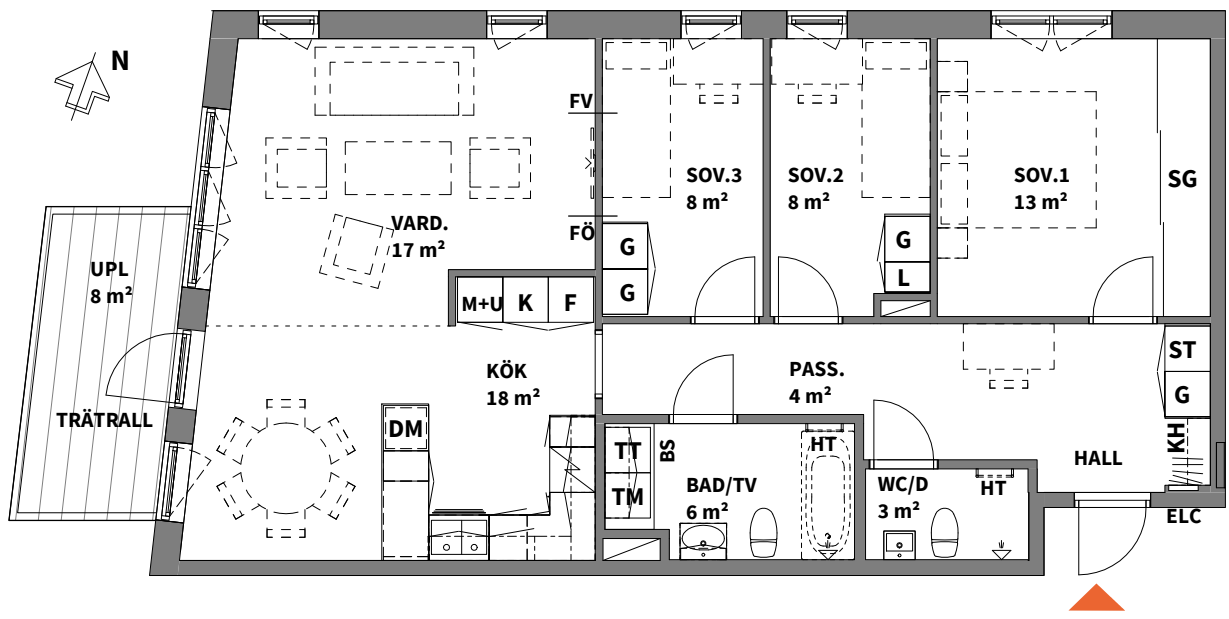 N
FV
FÖ
VARD.
17 m²
SOV.3
8 m²
SOV.2
8 m²
SOV.1
13 m²
SG
G
G
G
L
UPL
8 m²
TRÄTRALL
M+U
K
F
KÖK
18 m²
DM
PASS.
4 m²
ST
G
KH
HALL
ELC
TT
TM
BS
BAD/TV
6 m²
HT
WC/D
3 m²
HT